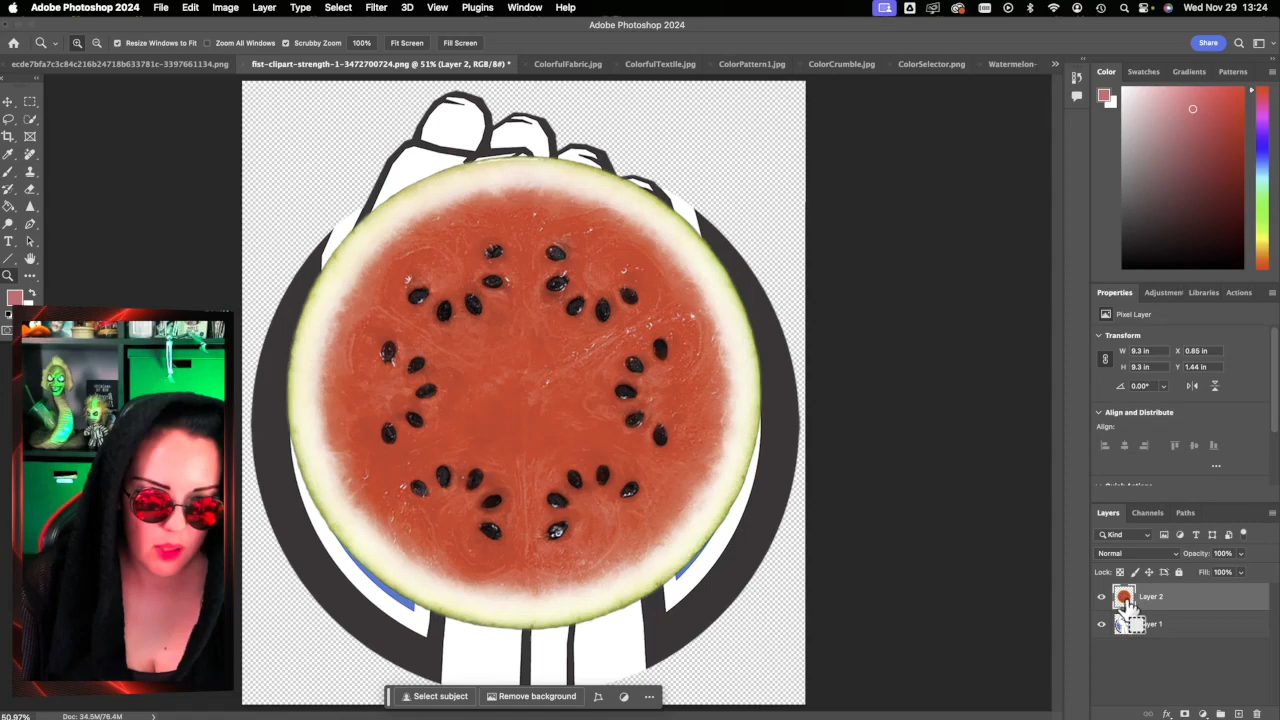 Adobe Photoshop 2024 File Edit Image Layer Type Select Filter 3D View Plugins Window Help Wed Nov 29 13:24
Adobe Photoshop 2024
Resize Windows to Fit Zoom All Windows Scrubby Zoom 100% Fit Screen Fill Screen Share
ecde7bfa7c3c84c216b24718b633781c-3397661134.png fist-clipart-strength-1-3472700724.png @ 51% (Layer 2, RGB/8#) * ColorfulFabric.jpg ColorfulTextile.jpg ColorPattern1.jpg ColorCrumble.jpg ColorSelector.png Watermelon-
Color Swatches Gradients Patterns
Properties Adjustmen Libraries Actions
Pixel Layer
Transform
W 9.3 in X 0.85 in
H 9.3 in Y 1.44 in
0.00°
Align and Distribute
Align:
Layers Channels Paths
Kind
Normal Opacity: 100%
Lock: Fill: 100%
Layer 2
ayer 1
Select subject Remove background
50.97% Doc: 34.5M/76.4M